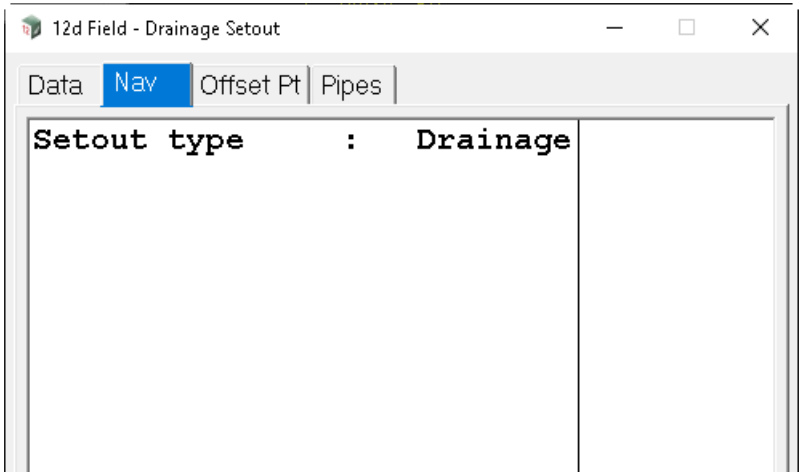 12d Field - Drainage Setout
Data Nav Offset Pt Pipes
Setout type : Drainage